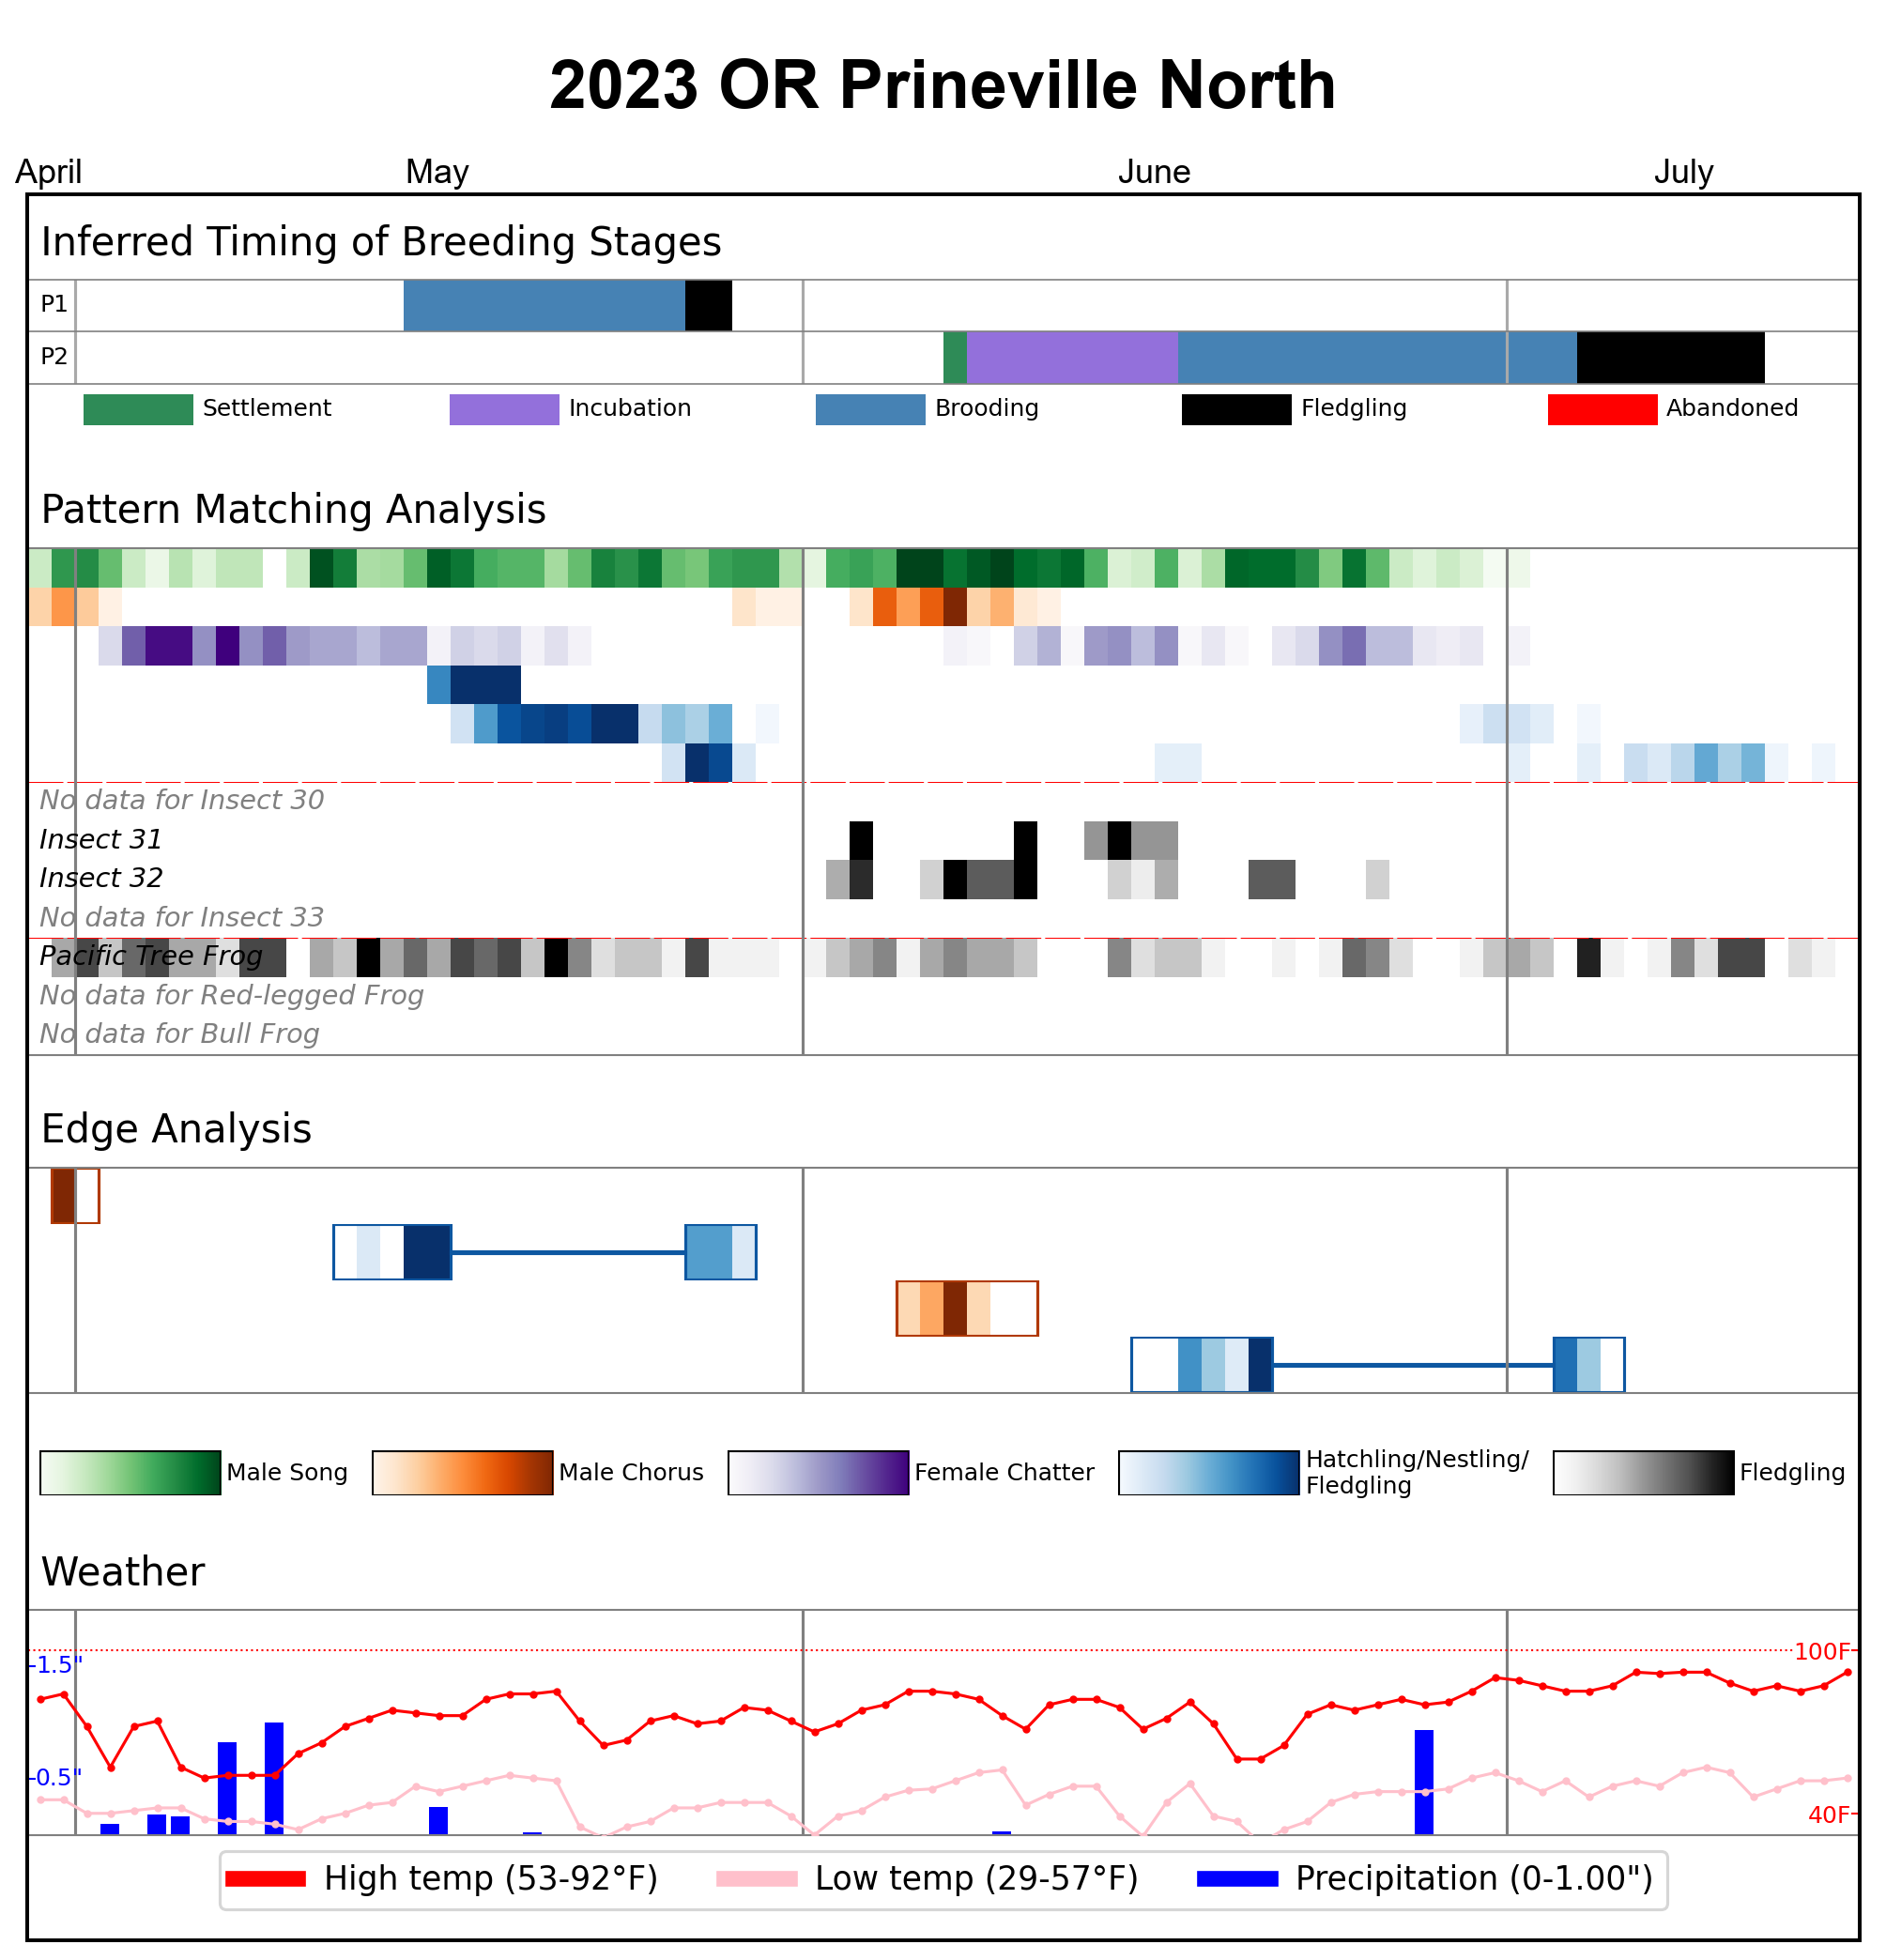 2023 OR Prineville North
April May June July
Inferred Timing of Breeding Stages
P1
P2
Settlement Incubation Brooding Fledgling Abandoned
Pattern Matching Analysis
No data for Insect 30
Insect 31
Insect 32
No data for Insect 33
Pacific Tree Frog
No data for Red-legged Frog
No data for Bull Frog
Edge Analysis
Male Song Male Chorus Female Chatter Hatchling/Nestling/
Fledgling Fledgling
Weather
100F
1.5"
0.5"
40F
High temp (53-92°F) Low temp (29-57°F) Precipitation (0-1.00")